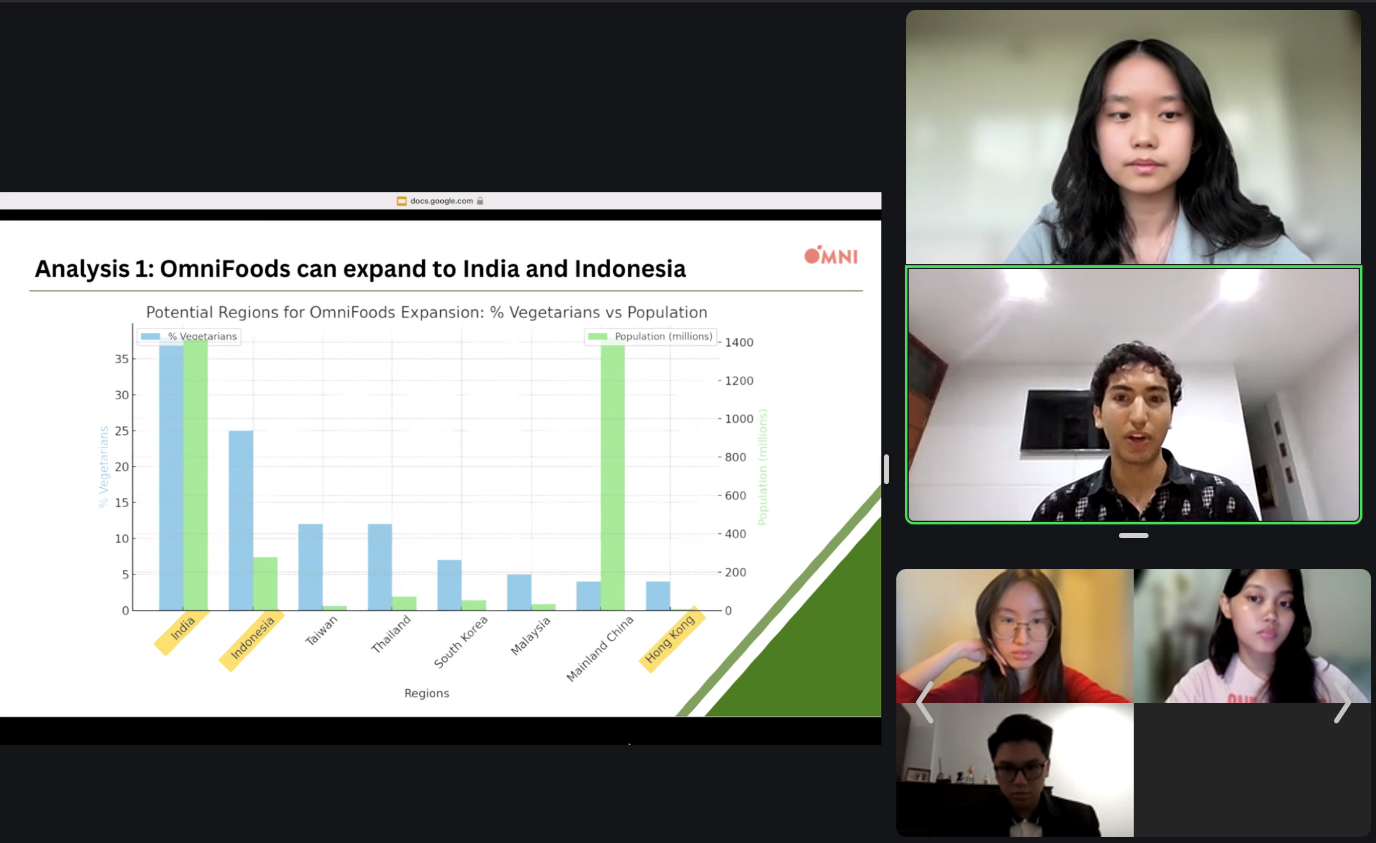 docs.google.com
OMNI
Analysis 1: OmniFoods can expand to India and Indonesia
Potential Regions for OmniFoods Expansion: % Vegetarians vs Population
% Vegetarians
Population (millions)
35
30
25
20
15
10
5
0
% Vegetarians
1400
1200
1000
800
600
400
200
0
Population (millions)
India
Indonesia
Taiwan
Thailand
South Korea
Malaysia
Mainland China
Hong Kong
Regions